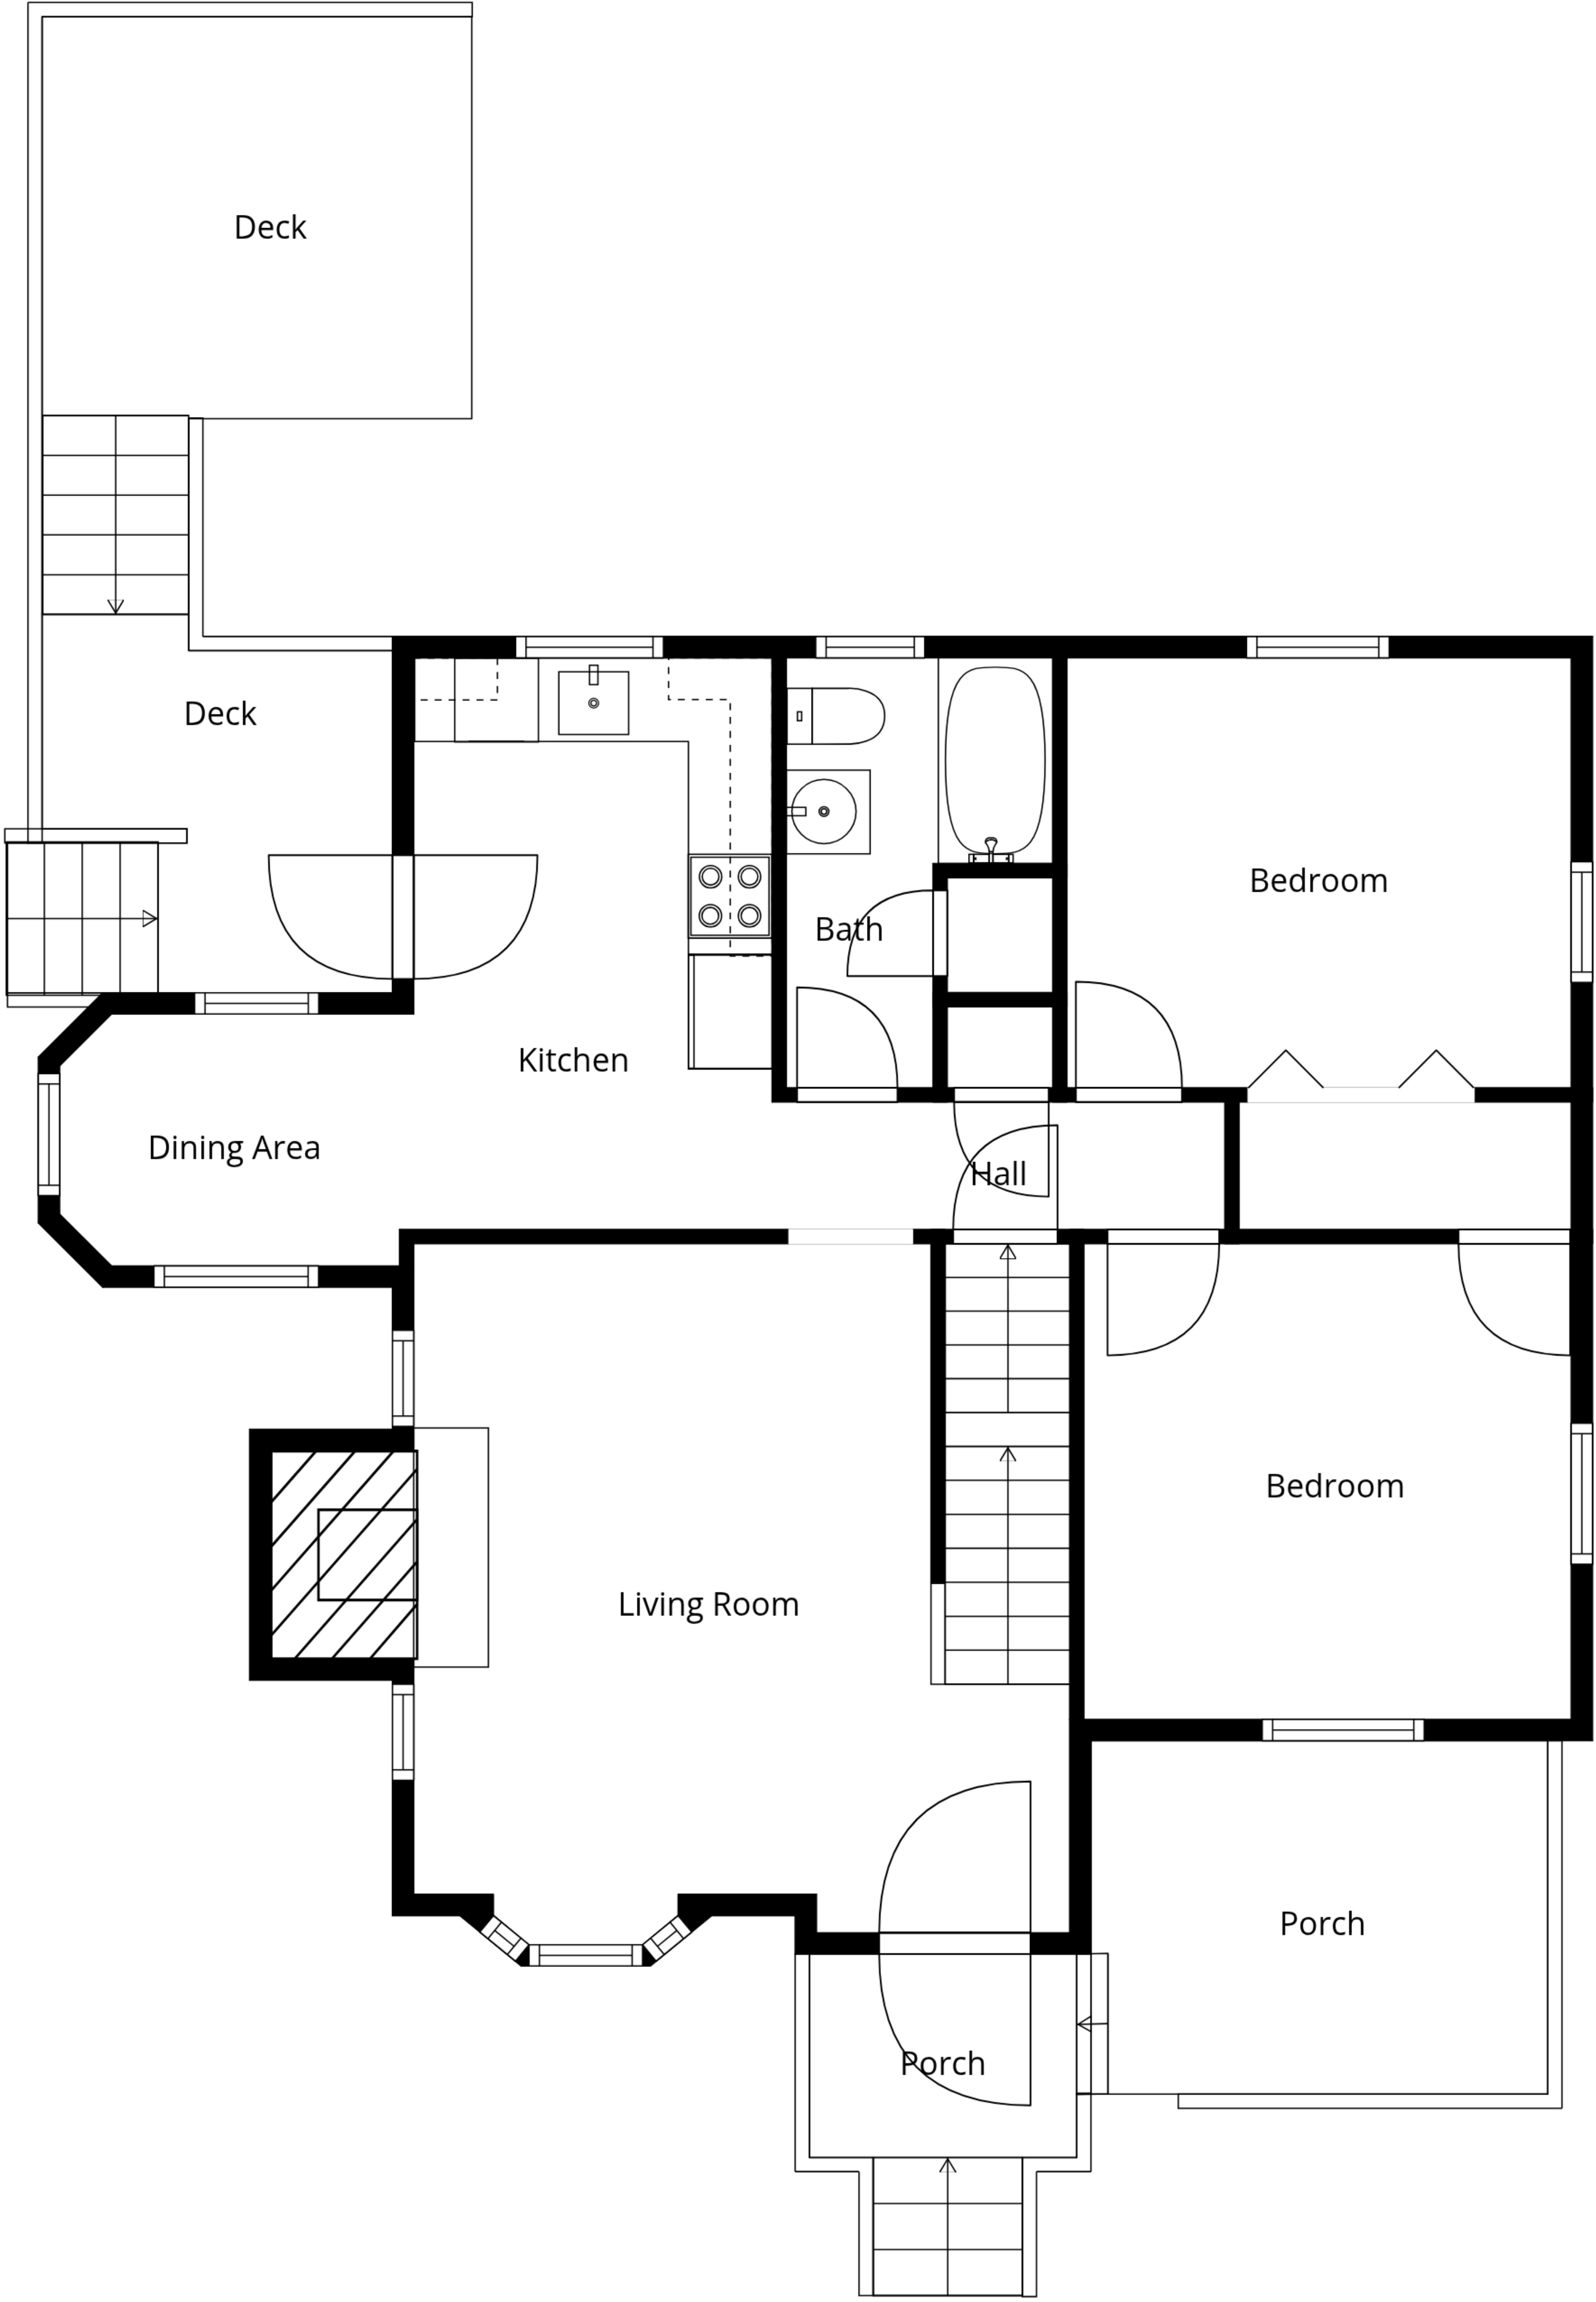 Deck
Deck
Bedroom
Bath
Kitchen
Dining Area
Hall
Bedroom
Living Room
Porch
Porch